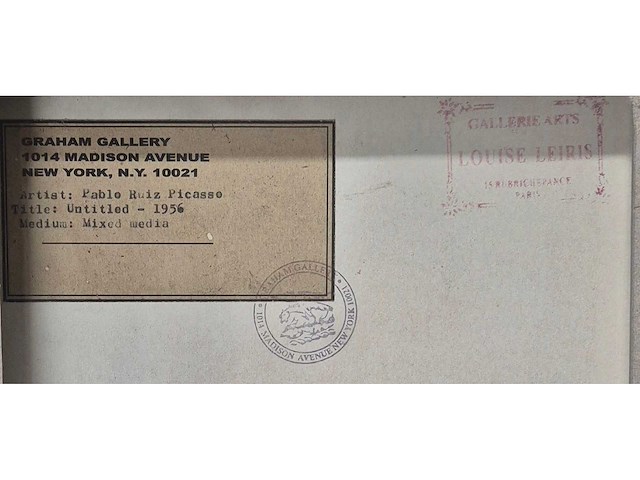 GRAHAM GALLERY
1014 MADISON AVENUE
NEW YORK, N.Y. 10021
Artist: Pablo Ruiz Picasso
Title: Untitled - 1956
Medium: Mixed media
GALLERIE ARTS
LOUISE LEIRIS
PARIS
GRAHAM GALLERY
1014 MADISON AVENUE NEW YORK 10021